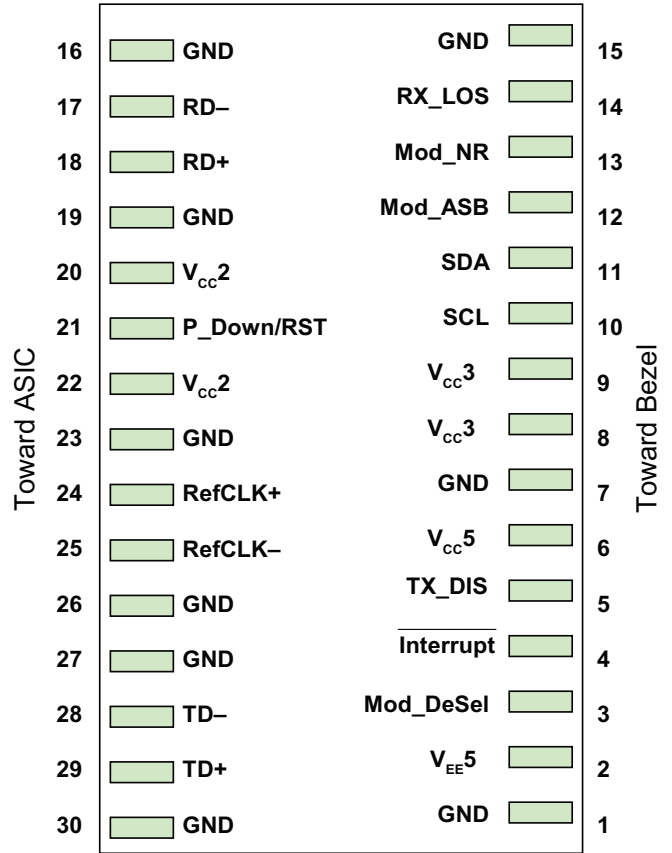 Toward ASIC
16 GND
17 RD–
18 RD+
19 GND
20 VCC2
21 P_Down/RST
22 VCC2
23 GND
24 RefCLK+
25 RefCLK–
26 GND
27 GND
28 TD–
29 TD+
30 GND
GND 15
RX_LOS 14
Mod_NR 13
Mod_ASB 12
SDA 11
SCL 10
VCC3 9
VCC3 8
GND 7
VCC5 6
TX_DIS 5
Interrupt 4
Mod_DeSel 3
VEE5 2
GND 1
Toward Bezel